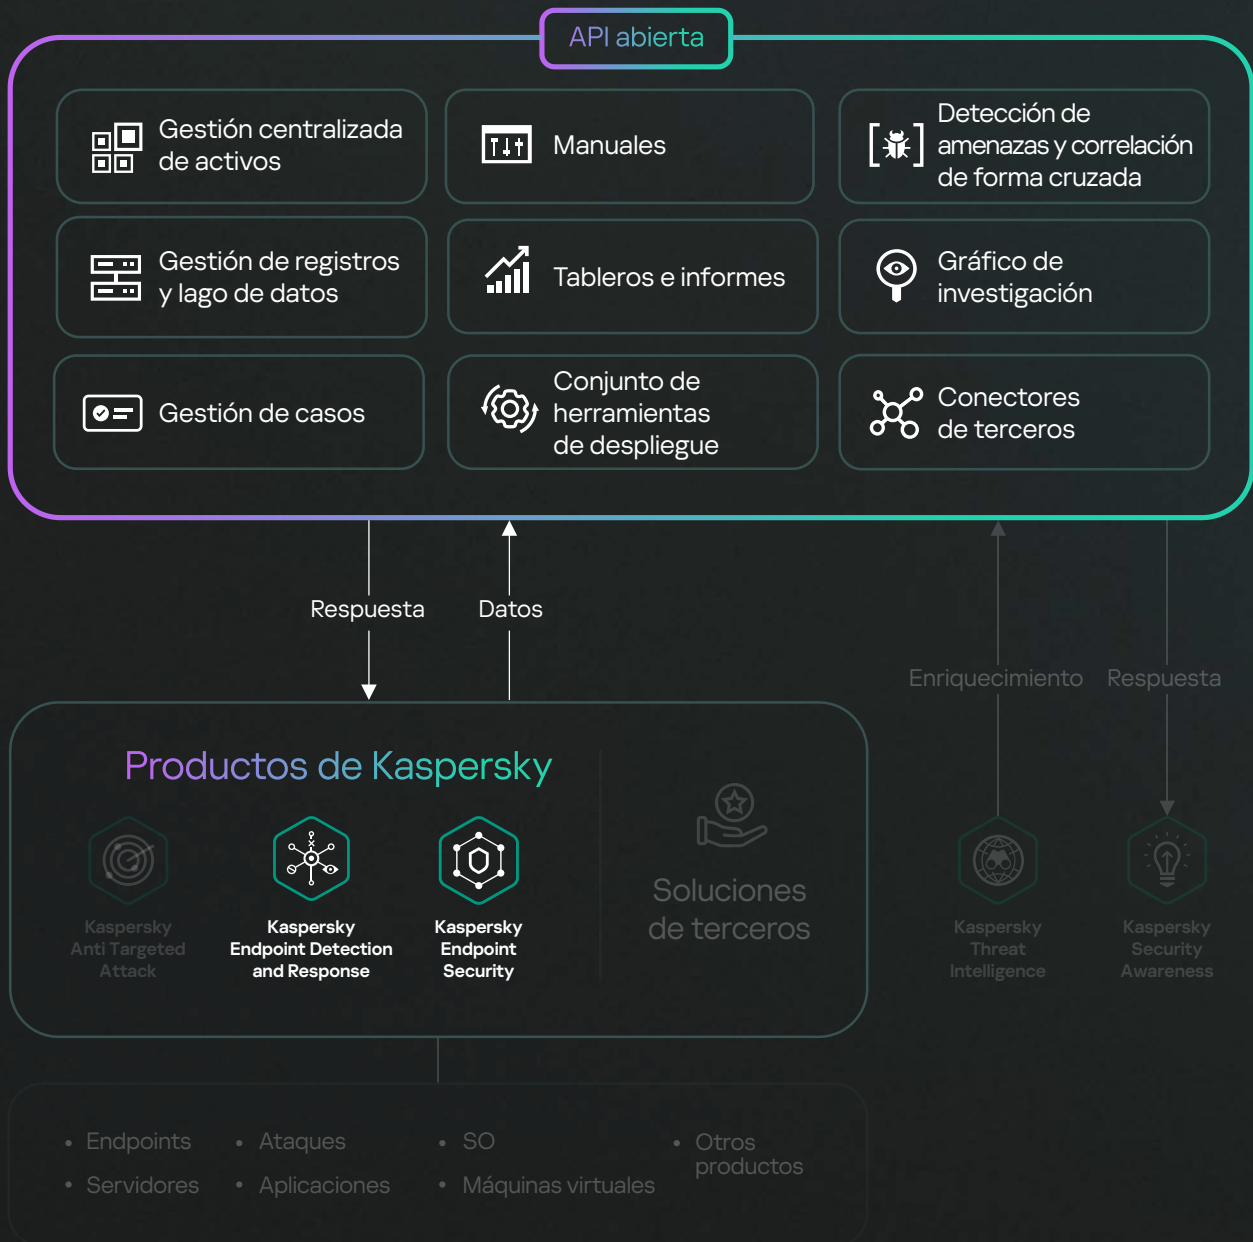 API abierta
Gestión centralizada
de activos
Manuales
Detección de
amenazas y correlación
de forma cruzada
Gestión de registros
y lago de datos
Tableros e informes
Gráfico de
investigación
Gestión de casos
Conjunto de
herramientas
de despliegue
Conectores
de terceros
Respuesta
Datos
Enriquecimiento
Respuesta
Productos de Kaspersky
Kaspersky
Anti Targeted
Attack
Kaspersky
Endpoint Detection
and Response
Kaspersky
Endpoint
Security
Soluciones
de terceros
Kaspersky
Threat
Intelligence
Kaspersky
Security
Awareness
• Endpoints
• Servidores
• Ataques
• Aplicaciones
• SO
• Máquinas virtuales
• Otros
productos